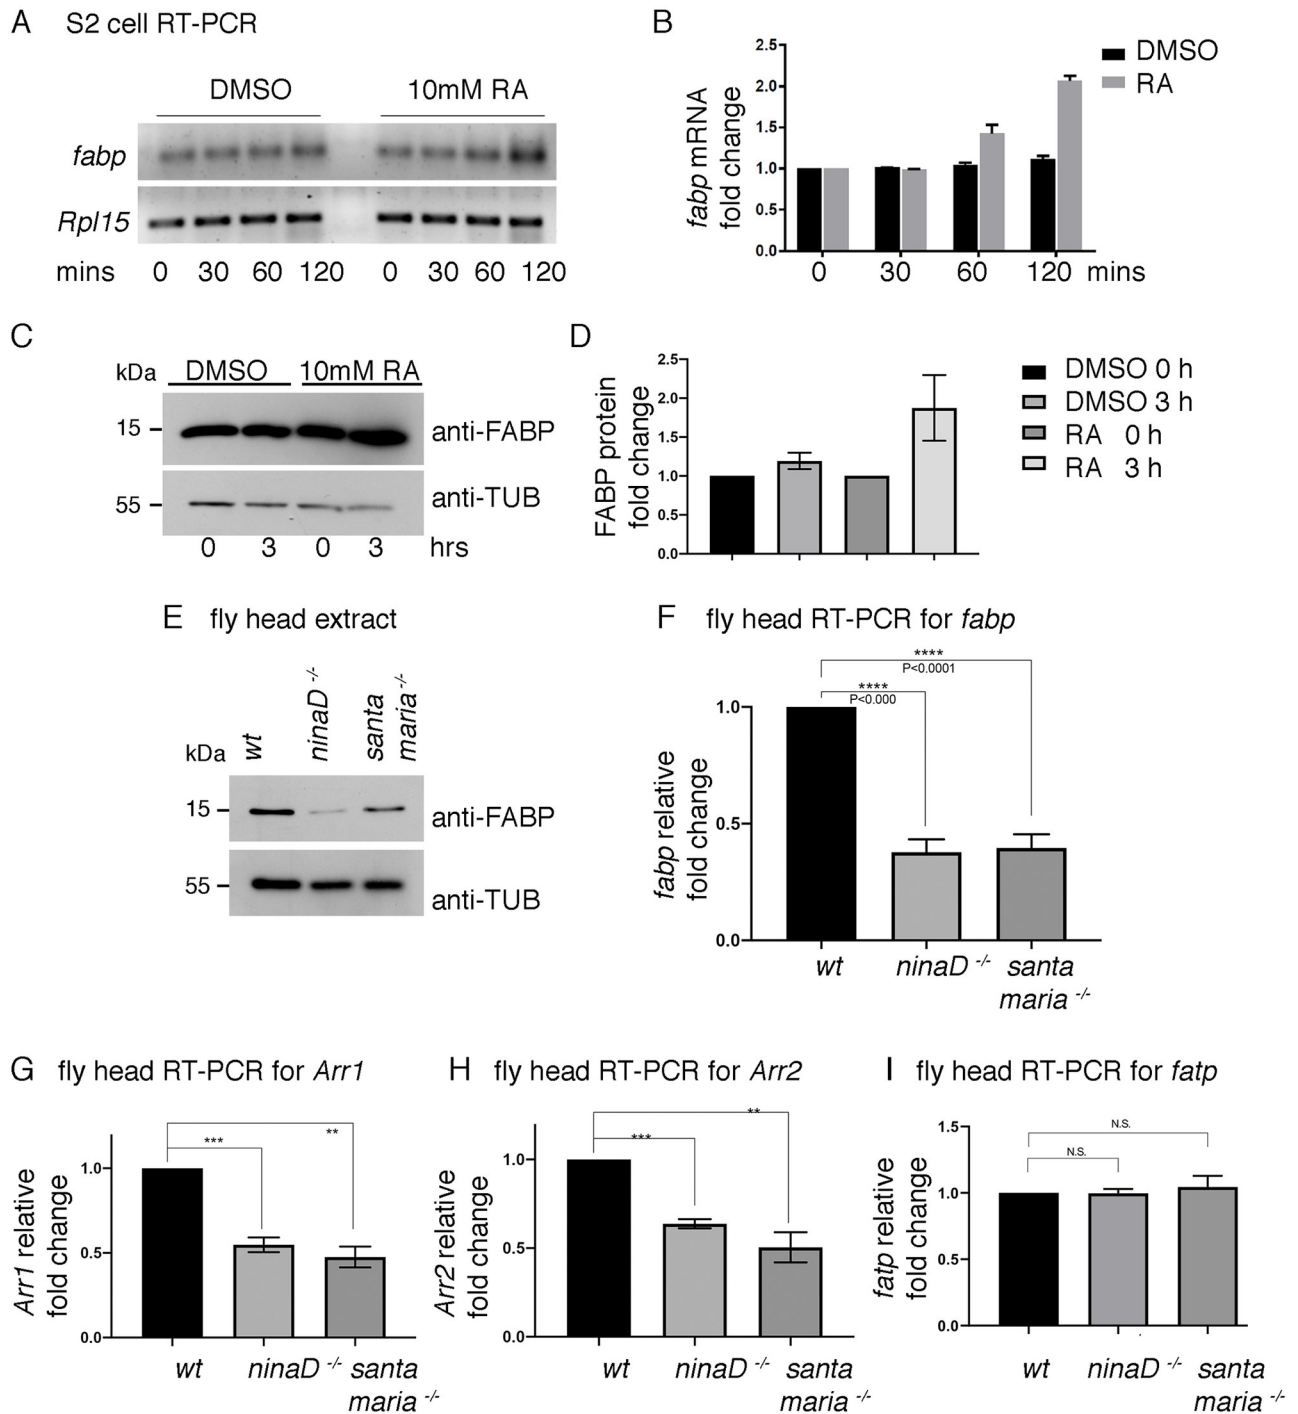 A S2 cell RT-PCR
DMSO 10mM RA
fabp
Rpl15
mins 0 30 60 120 0 30 60 120
B
fabp mRNA
fold change
2.5
2.0
1.5
1.0
0.5
0.0
0 30 60 120 mins
DMSO
RA
C
kDa DMSO 10mM RA
15 anti-FABP
55 anti-TUB
0 3 0 3 hrs
D
FABP protein
fold change
2.5
2.0
1.5
1.0
0.5
0.0
DMSO 0 h
DMSO 3 h
RA 0 h
RA 3 h
E fly head extract
kDa wt ninaD -/- santa
maria -/-
15 anti-FABP
55 anti-TUB
F fly head RT-PCR for fabp
****
P<0.0001
****
P<0.000
fabp relative
fold change
1.0
0.5
0.0
wt ninaD -/- santa
maria -/-
G fly head RT-PCR for Arr1
*** **
Arr1 relative
fold change
1.0
0.5
0.0
wt ninaD -/- santa
maria -/-
H fly head RT-PCR for Arr2
**
***
Arr2 relative
fold change
1.0
0.5
0.0
wt ninaD -/- santa
maria -/-
I fly head RT-PCR for fatp
N.S.
N.S.
fatp relative
fold change
1.5
1.0
0.5
0.0
wt ninaD -/- santa
maria -/-